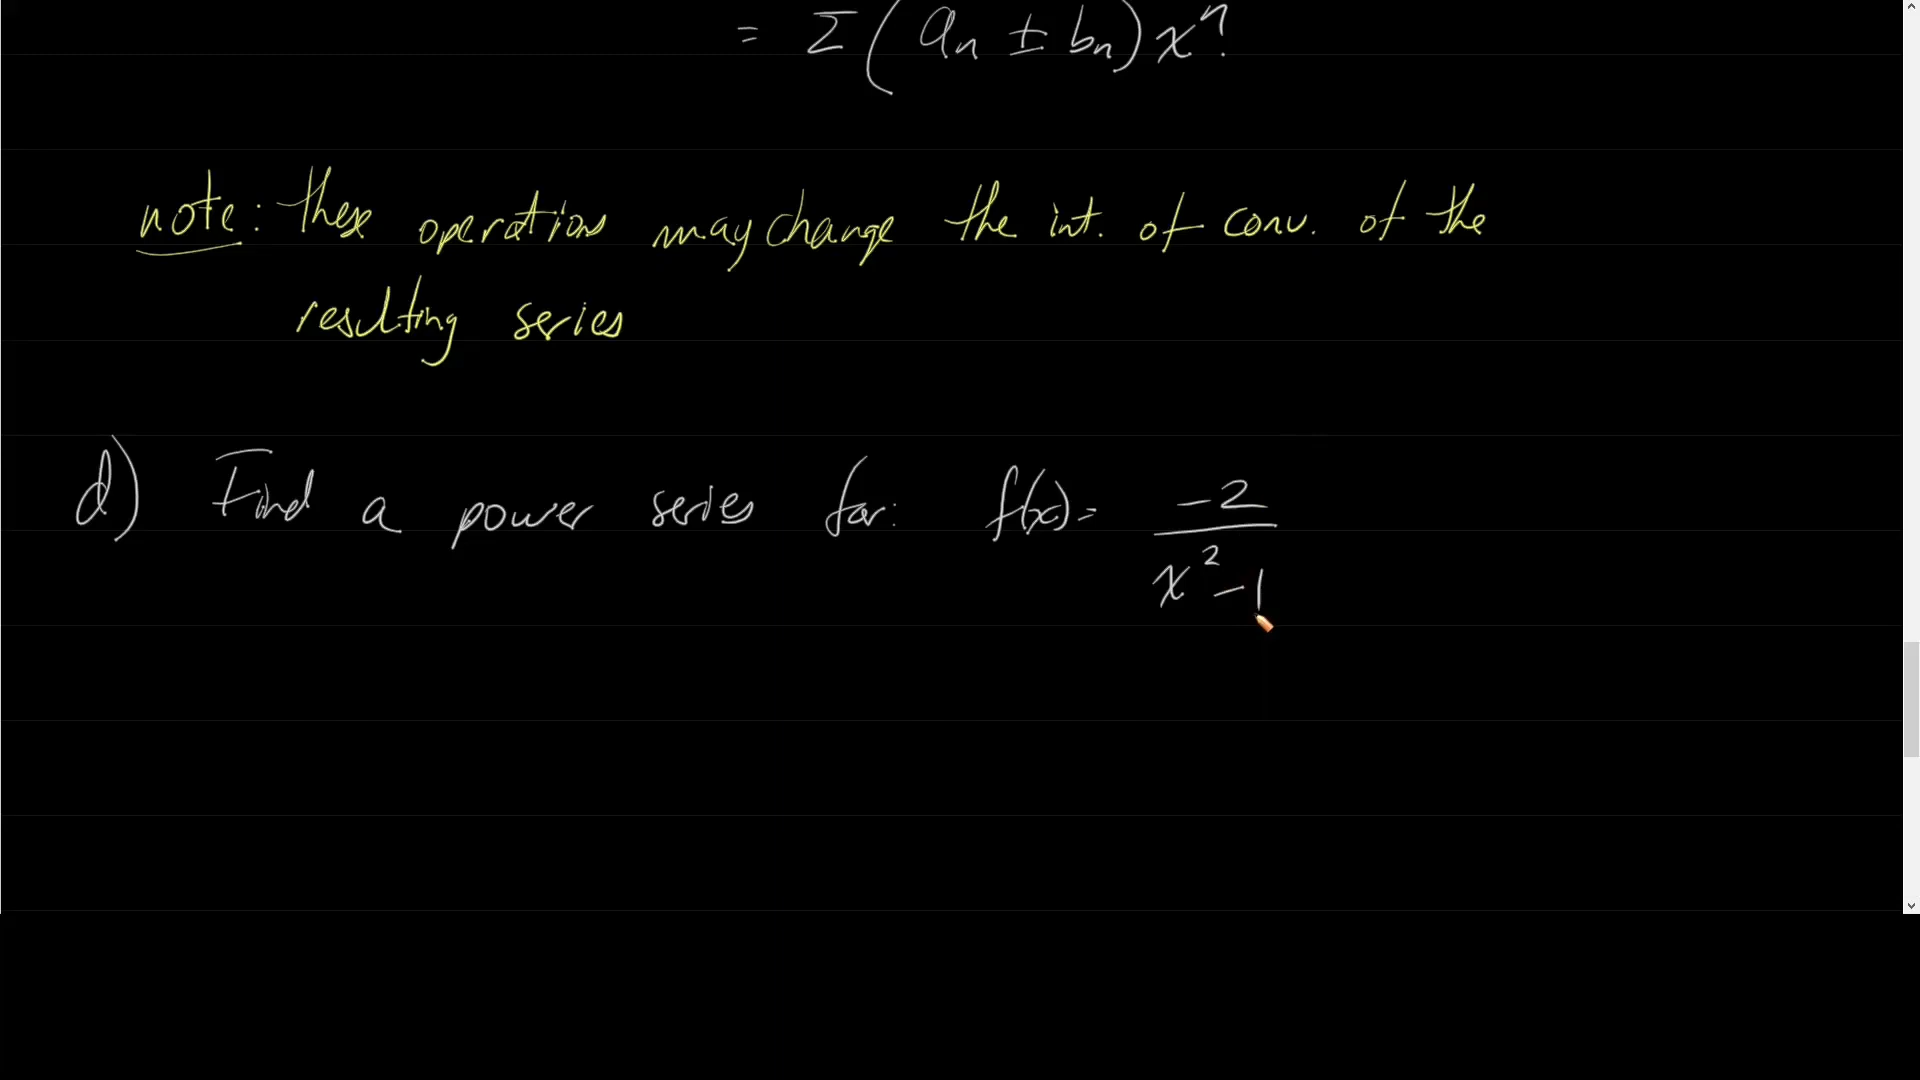 = Σ(aₙ ± bₙ)xⁿ.
note: these operations may change the int. of conv. of the
resulting series
d) Find a power series for: f(x) = -2/(x²-1)